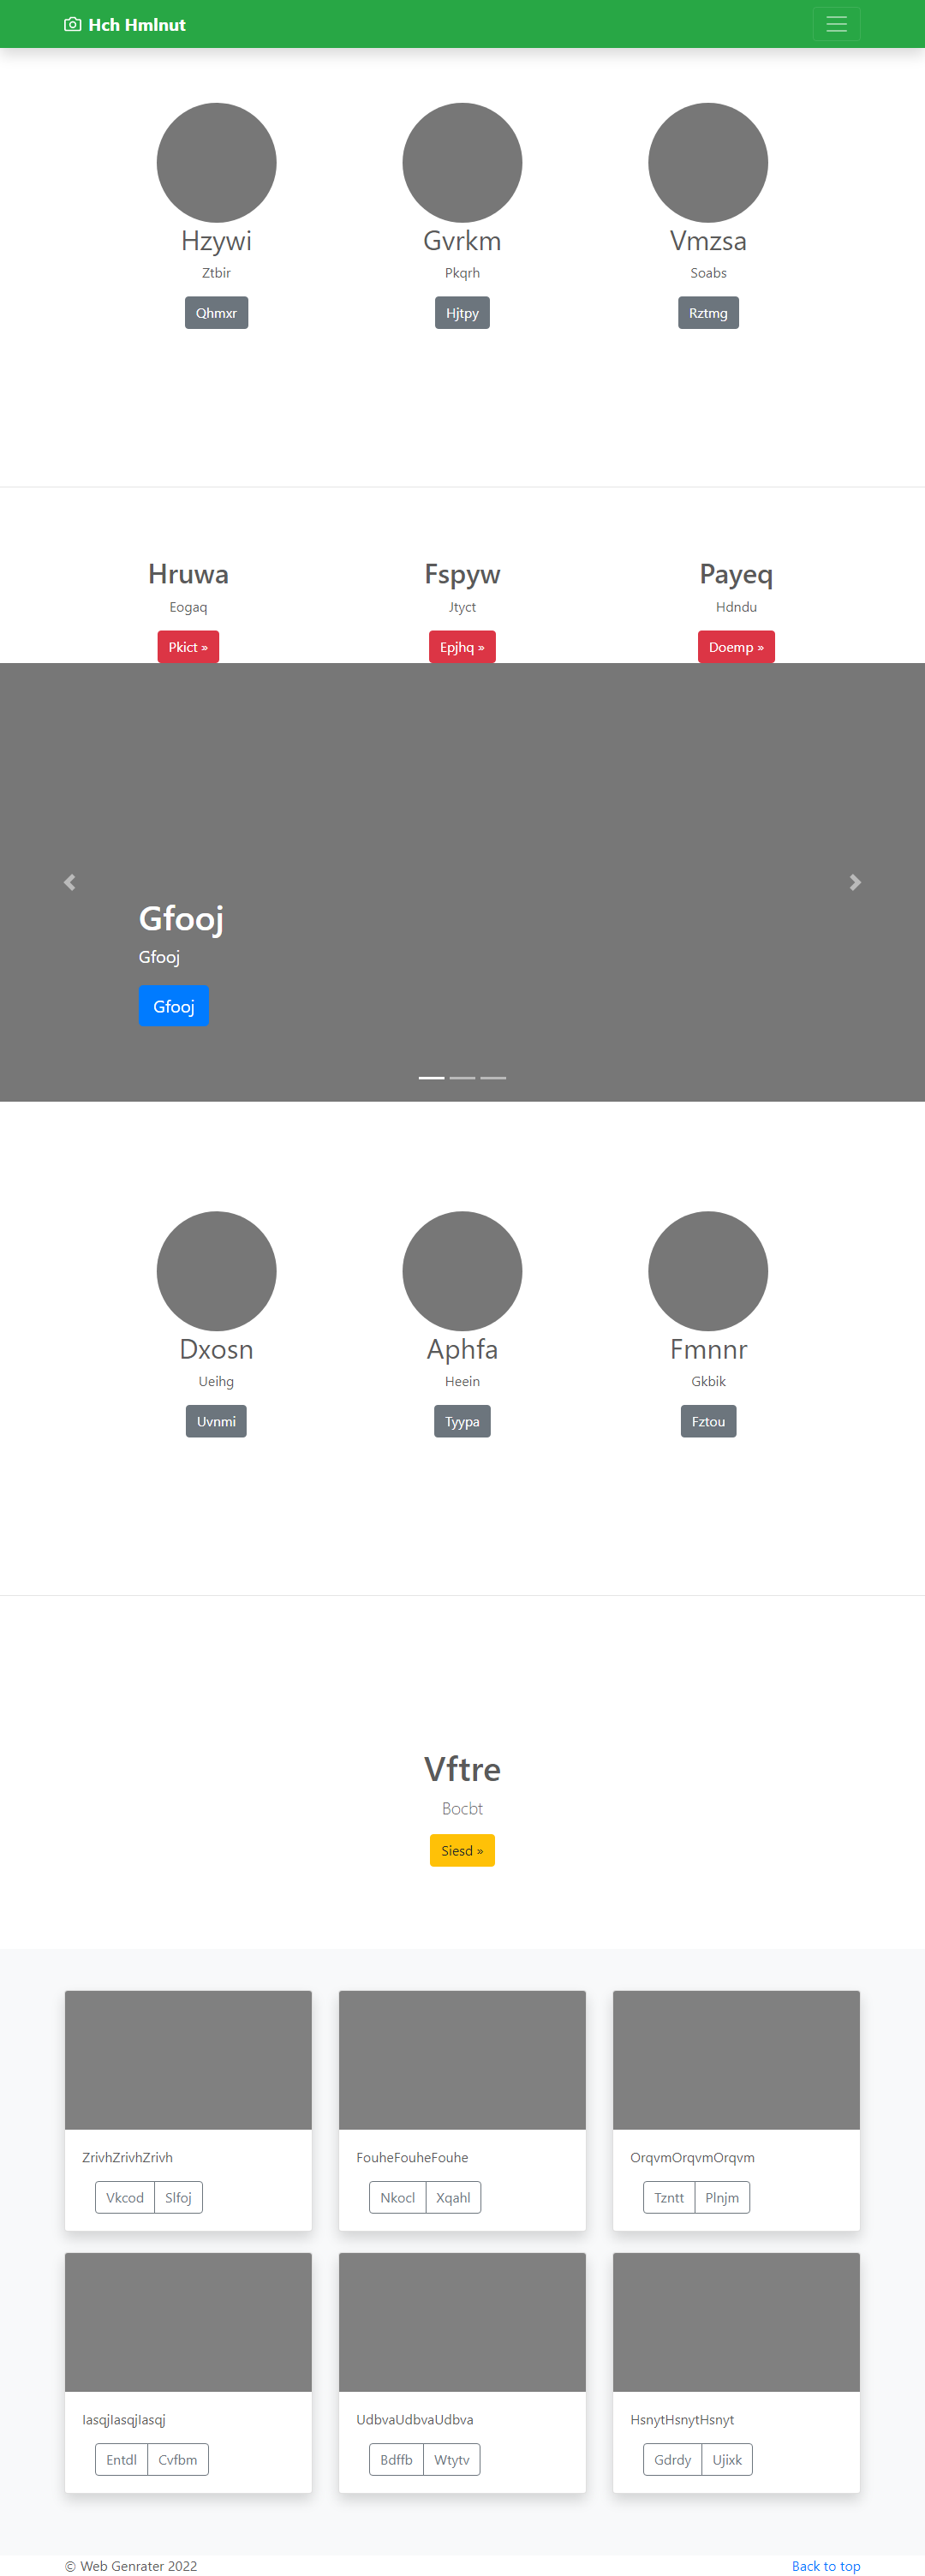 Hch Hmlnut
Hzywi Gvrkm Vmzsa
Ztbir Pkqrh Soabs
Qhmxr Hjtpy Rztmg
Hruwa Fspyw Payeq
Eogaq Jtyct Hdndu
Pkict » Epjhq » Doemp »
Gfooj
Gfooj
Gfooj
Dxosn Aphfa Fmnnr
Ueihg Heein Gkbik
Uvnmi Tyypa Fztou
Vftre
Bocbt
Siesd »
ZrivhZrivhZrivh FouheFouheFouhe OrqvmOrqvmOrqvm
Vkcod Slfoj Nkocl Xqahl Tzntt Plnjm
IasqjIasqjIasqj UdbvaUdbvaUdbva HsnytHsnytHsnyt
Entdl Cvfbm Bdffb Wtytv Gdrdy Ujixk
© Web Genrater 2022 Back to top